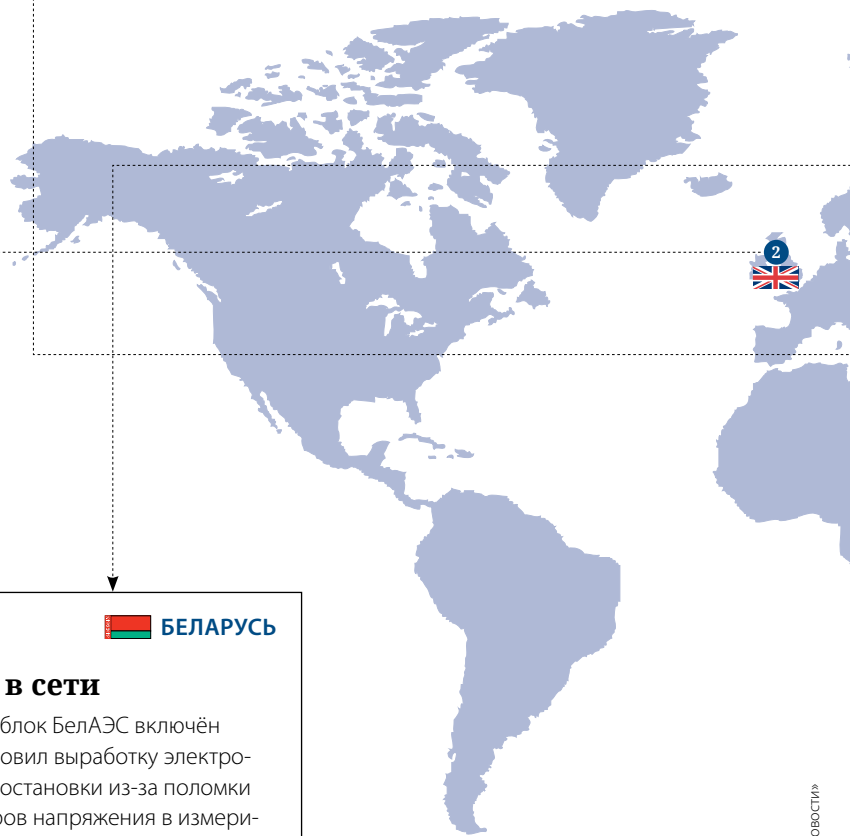 2
БЕЛАРУСЬ
в сети
блок БелАЭС включён
овил выработку электро-
остановки из-за поломки
ров напряжения в измери-
овости»